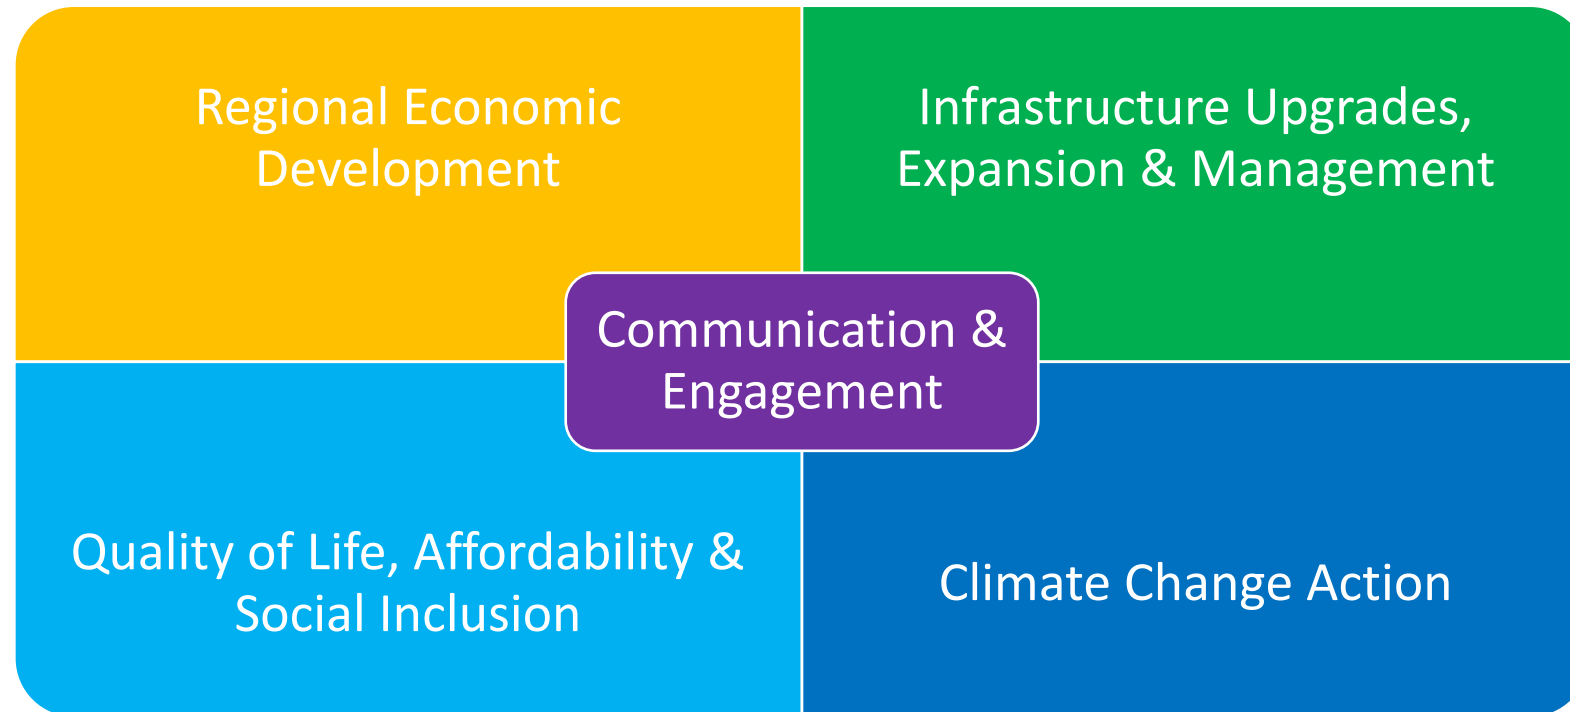 Regional Economic
Development
Infrastructure Upgrades,
Expansion & Management
Communication &
Engagement
Quality of Life, Affordability &
Social Inclusion
Climate Change Action